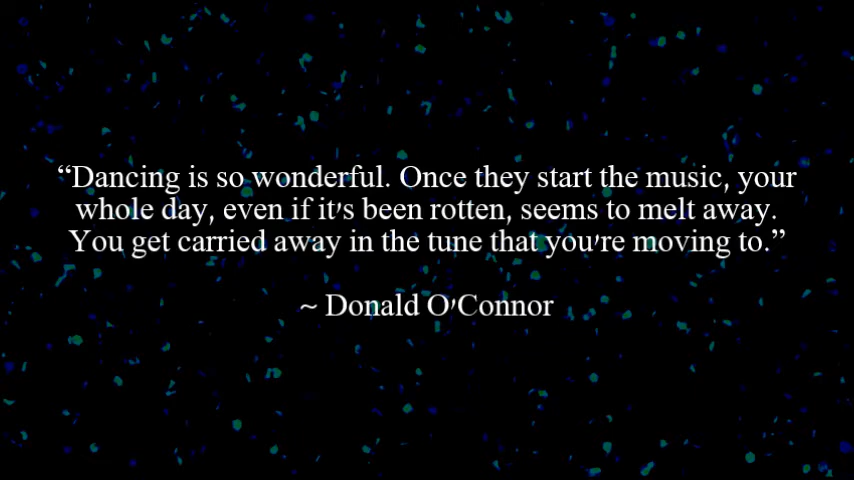 “Dancing is so wonderful. Once they start the music, your
whole day, even if it's been rotten, seems to melt away.
You get carried away in the tune that you're moving to.”
~ Donald O'Connor